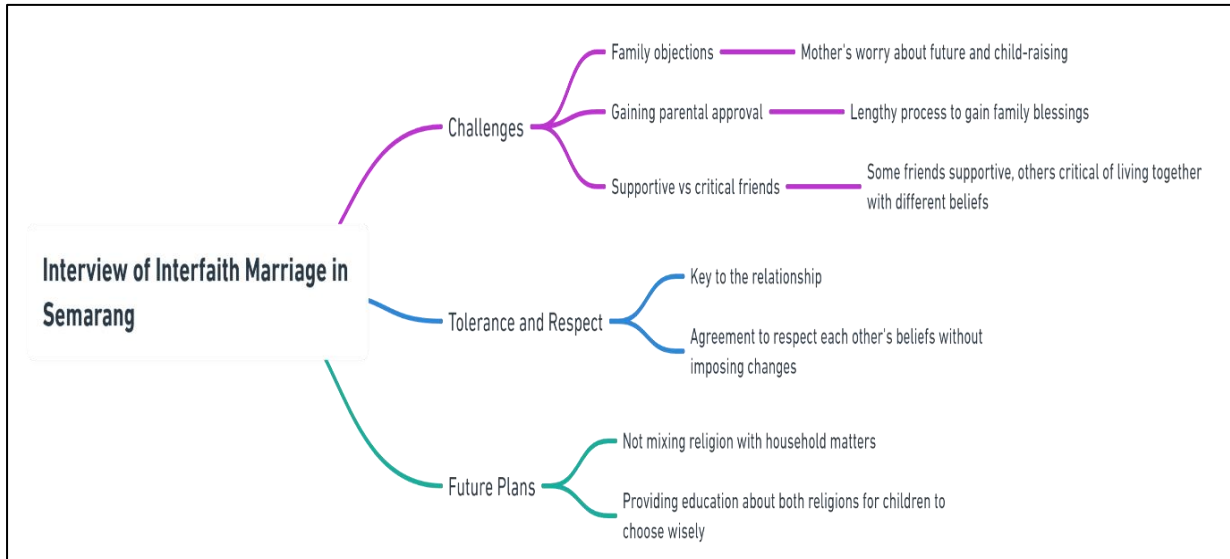 Interview of Interfaith Marriage in
Semarang
Challenges
Family objections
Mother's worry about future and child-raising
Gaining parental approval
Lengthy process to gain family blessings
Supportive vs critical friends
Some friends supportive, others critical of living together
with different beliefs
Tolerance and Respect
Key to the relationship
Agreement to respect each other's beliefs without
imposing changes
Future Plans
Not mixing religion with household matters
Providing education about both religions for children to
choose wisely